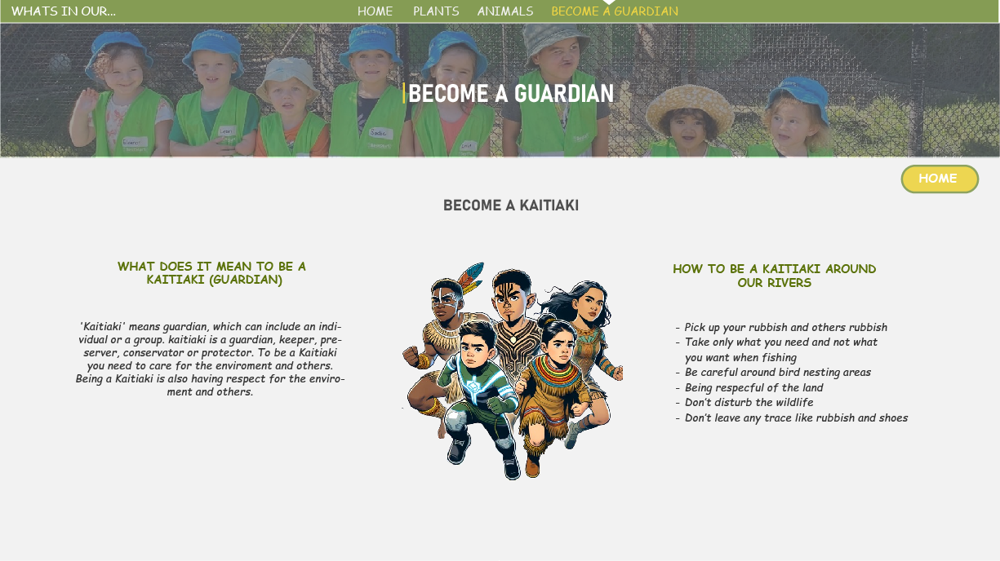 WHATS IN OUR...
HOME PLANTS ANIMALS BECOME A GUARDIAN
BECOME A GUARDIAN
HOME
BECOME A KAITIAKI
WHAT DOES IT MEAN TO BE A
KAITIAKI (GUARDIAN)
'Kaitiaki' means guardian, which can include an indi-
vidual or a group. kaitiaki is a guardian, keeper, pre-
server, conservator or protector. To be a Kaitiaki
you need to care for the enviroment and others.
Being a Kaitiaki is also having respect for the enviro-
ment and others.
HOW TO BE A KAITIAKI AROUND
OUR RIVERS
- Pick up your rubbish and others rubbish
- Take only what you need and not what
you want when fishing
- Be careful around bird nesting areas
- Being respecful of the land
- Don't disturb the wildlife
- Don't leave any trace like rubbish and shoes